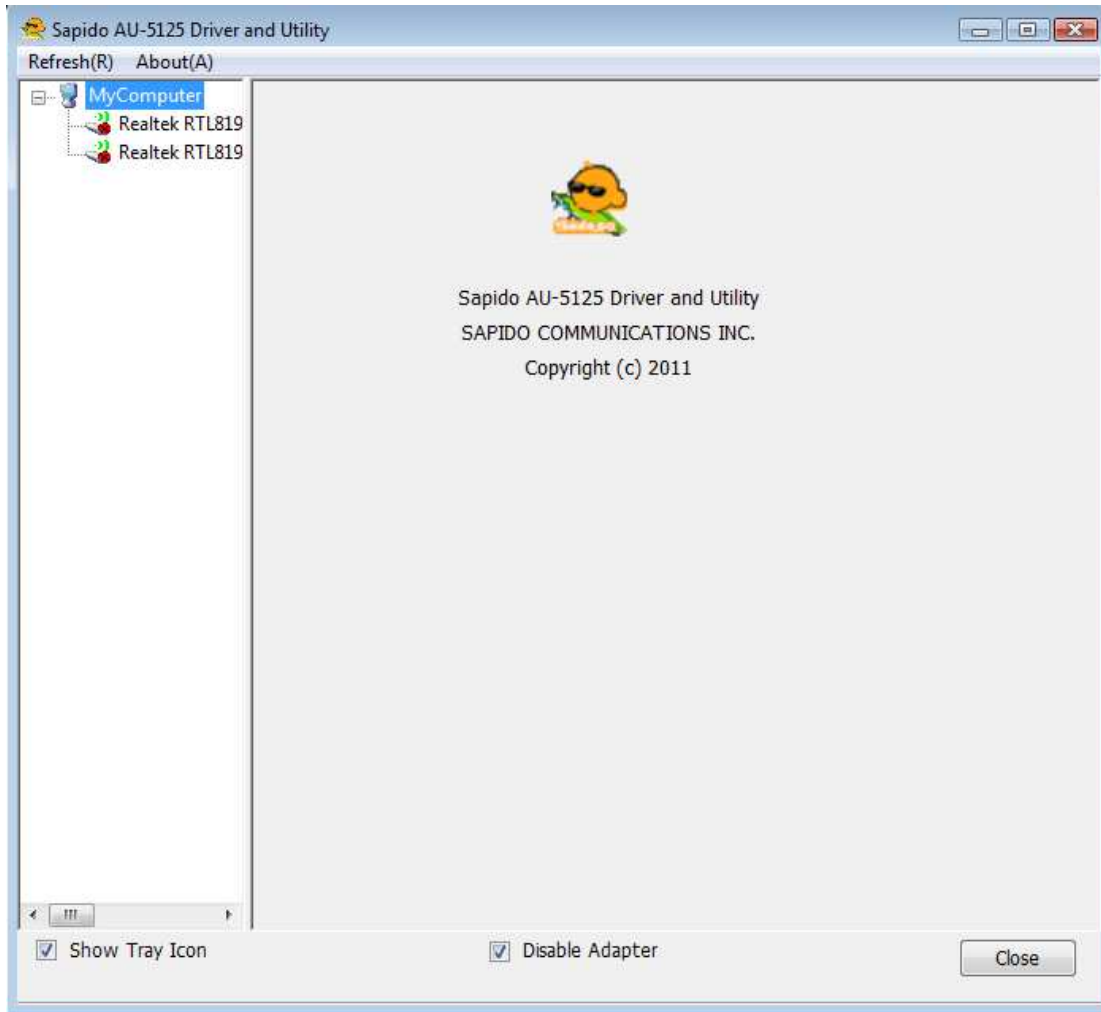 Sapido AU-5125 Driver and Utility
Refresh(R) About(A)
MyComputer
Realtek RTL819
Realtek RTL819
Sapido AU-5125 Driver and Utility
SAPIDO COMMUNICATIONS INC.
Copyright (c) 2011
Show Tray Icon
Disable Adapter
Close